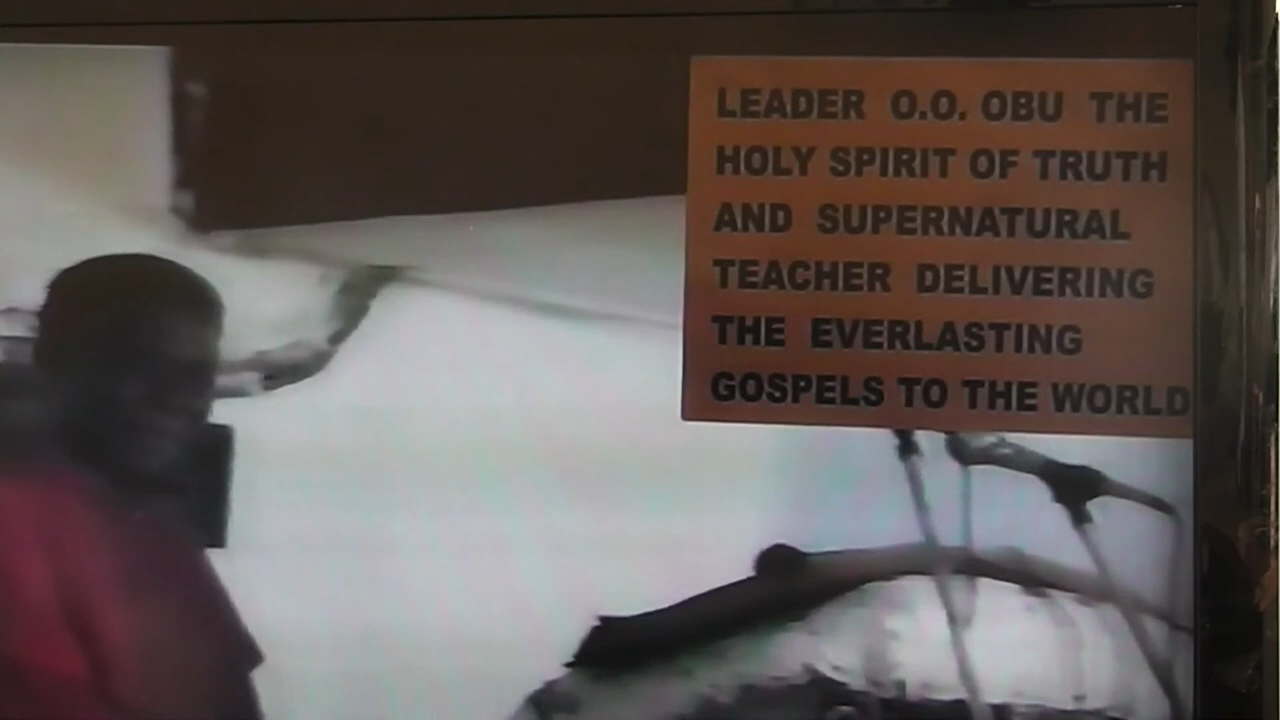 LEADER O.O. OBU THE
HOLY SPIRIT OF TRUTH
AND SUPERNATURAL
TEACHER DELIVERING
THE EVERLASTING
GOSPELS TO THE WORLD